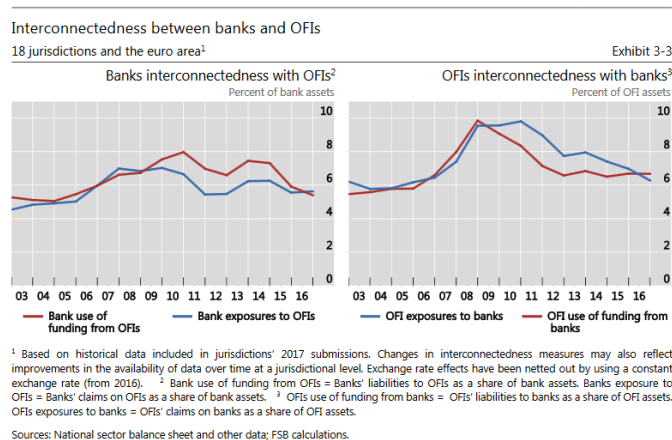 Interconnectedness between banks and OFIs
18 jurisdictions and the euro area¹ Exhibit 3-3
Banks interconnectedness with OFIs²
Percent of bank assets
10
8
6
4
2
0
03 04 05 06 07 08 09 10 11 12 13 14 15 16
Bank use of
funding from OFIs
Bank exposures to OFIs
OFIs interconnectedness with banks³
Percent of OFI assets
10
8
6
4
2
0
03 04 05 06 07 08 09 10 11 12 13 14 15 16
OFI exposures to banks
OFI use of funding from
banks
¹ Based on historical data included in jurisdictions' 2017 submissions. Changes in interconnectedness measures may also reflect
improvements in the availability of data over time at a jurisdictional level. Exchange rate effects have been netted out by using a constant
exchange rate (from 2016). ² Bank use of funding from OFIs = Banks' liabilities to OFIs as a share of bank assets. Banks exposure to
OFIs = Banks' claims on OFIs as a share of bank assets. ³ OFIs use of funding from banks = OFIs' liabilities to banks as a share of OFI assets.
OFIs exposures to banks = OFIs' claims on banks as a share of OFI assets.
Sources: National sector balance sheet and other data; FSB calculations.